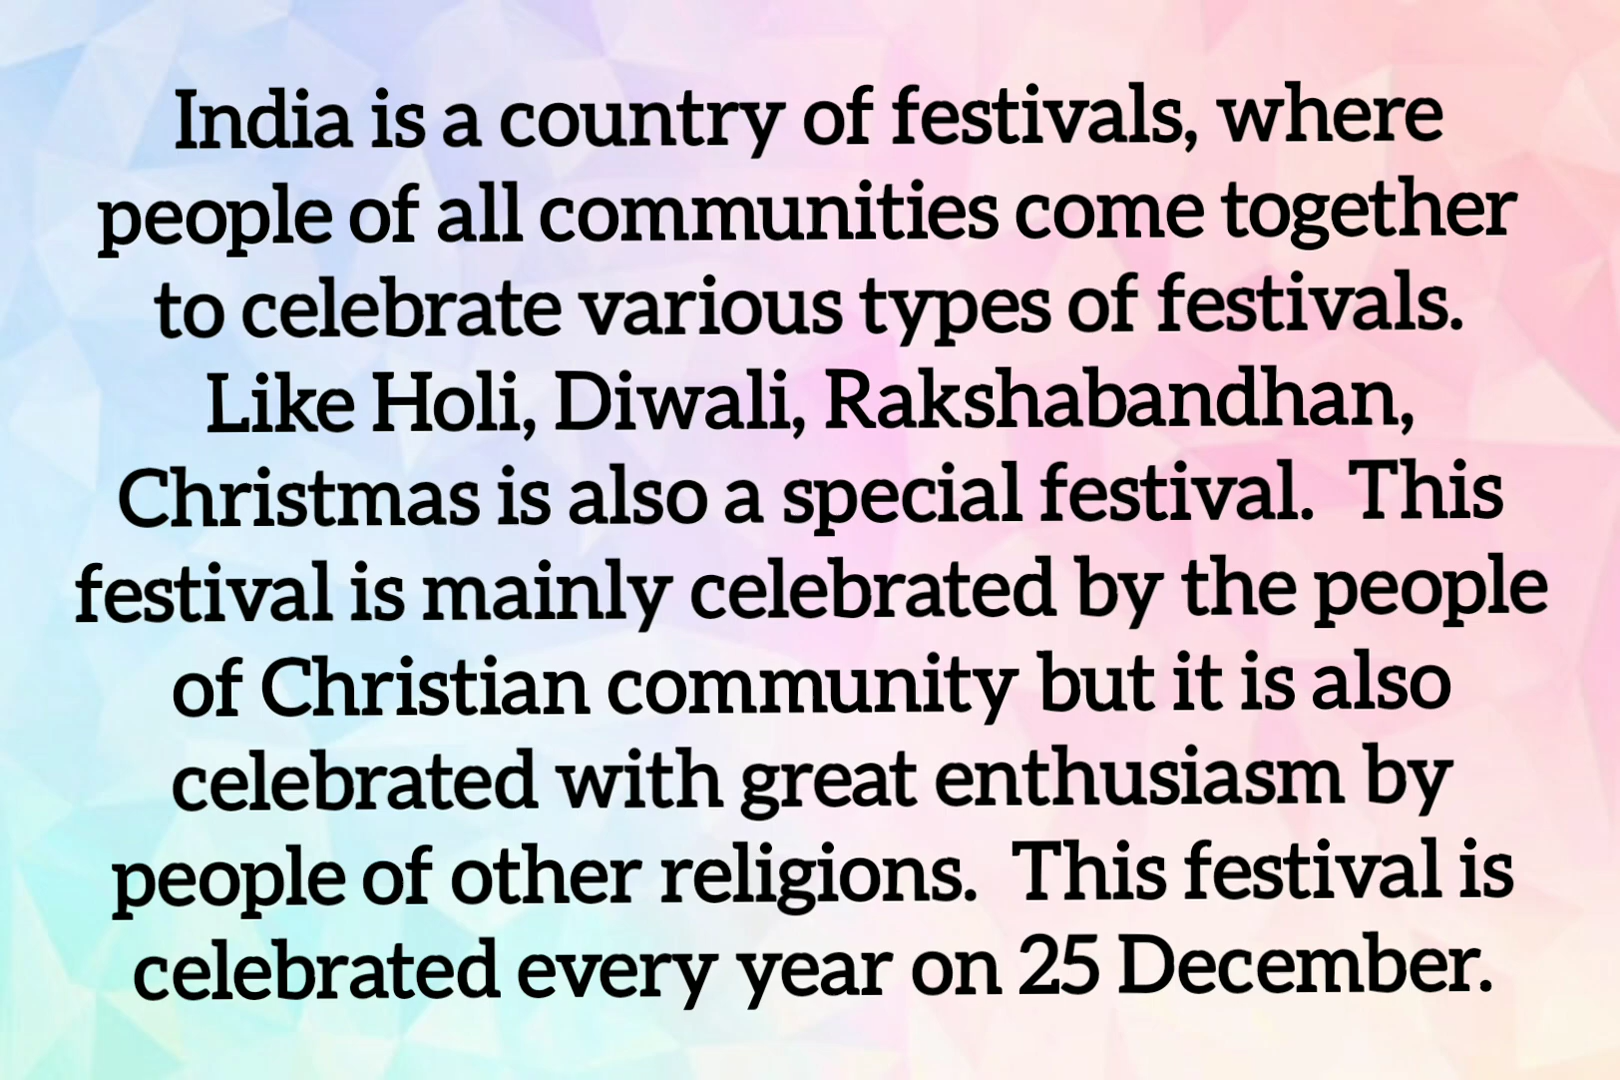 India is a country of festivals, where
people of all communities come together
to celebrate various types of festivals.
Like Holi, Diwali, Rakshabandhan,
Christmas is also a special festival.  This
festival is mainly celebrated by the people
of Christian community but it is also
celebrated with great enthusiasm by
people of other religions.  This festival is
celebrated every year on 25 December.